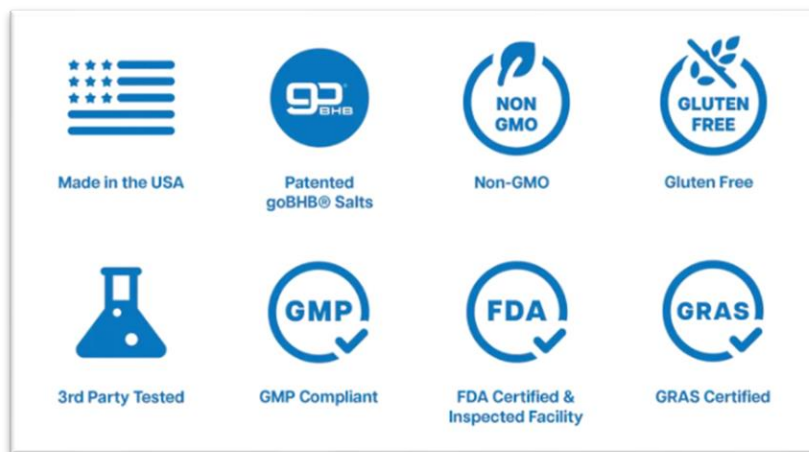 go BHB
NON
GMO
GLUTEN
FREE
Made in the USA
Patented
goBHB® Salts
Non-GMO
Gluten Free
GMP
FDA
GRAS
3rd Party Tested
GMP Compliant
FDA Certified &
Inspected Facility
GRAS Certified